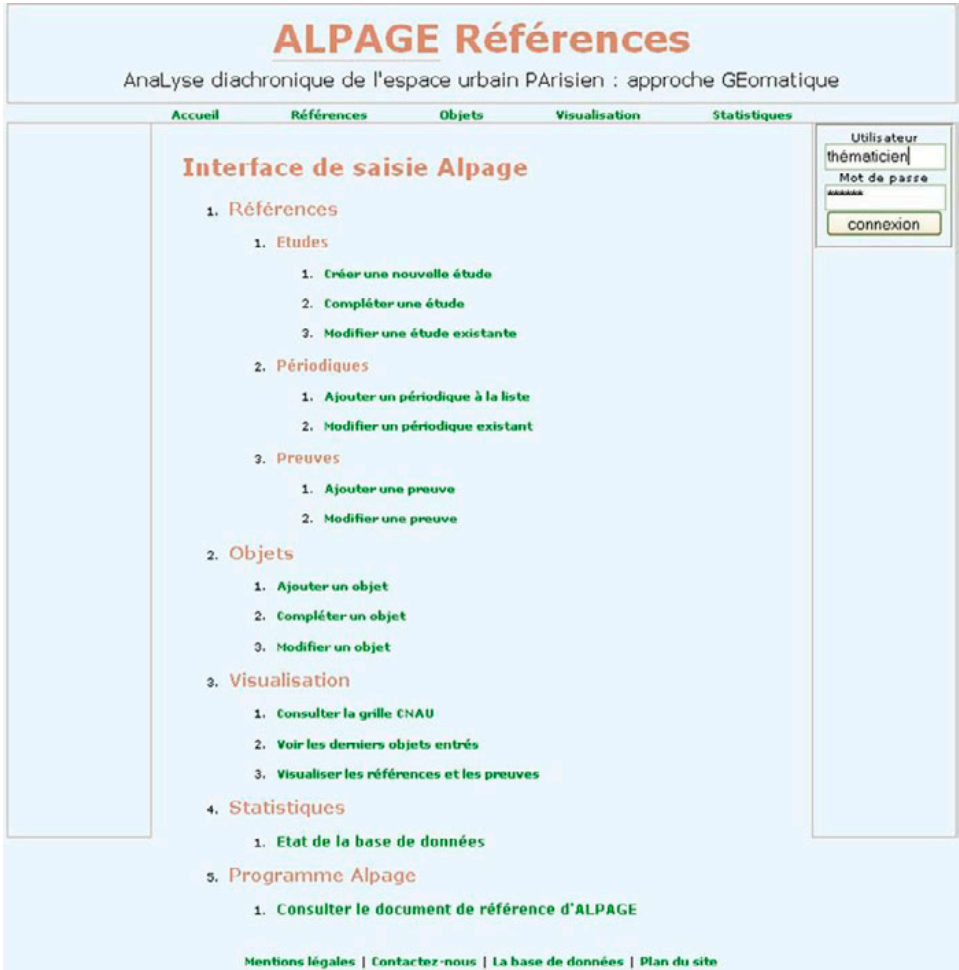 ALPAGE Références
AnaLyse diachronique de l'espace urbain PArisien : approche GEomatique
Accueil Références Objets Visualisation Statistiques
Utilisateur
thématicien
Mot de passe
******
connexion
Interface de saisie Alpage
1. Références
1. Etudes
1. Créer une nouvelle étude
2. Compléter une étude
3. Modifier une étude existante
2. Périodiques
1. Ajouter un périodique à la liste
2. Modifier un périodique existant
3. Preuves
1. Ajouter une preuve
2. Modifier une preuve
2. Objets
1. Ajouter un objet
2. Compléter un objet
3. Modifier un objet
3. Visualisation
1. Consulter la grille CNAU
2. Voir les derniers objets entrés
3. Visualiser les références et les preuves
4. Statistiques
1. Etat de la base de données
5. Programme Alpage
1. Consulter le document de référence d'ALPAGE
Mentions légales | Contactez-nous | La base de données | Plan du site